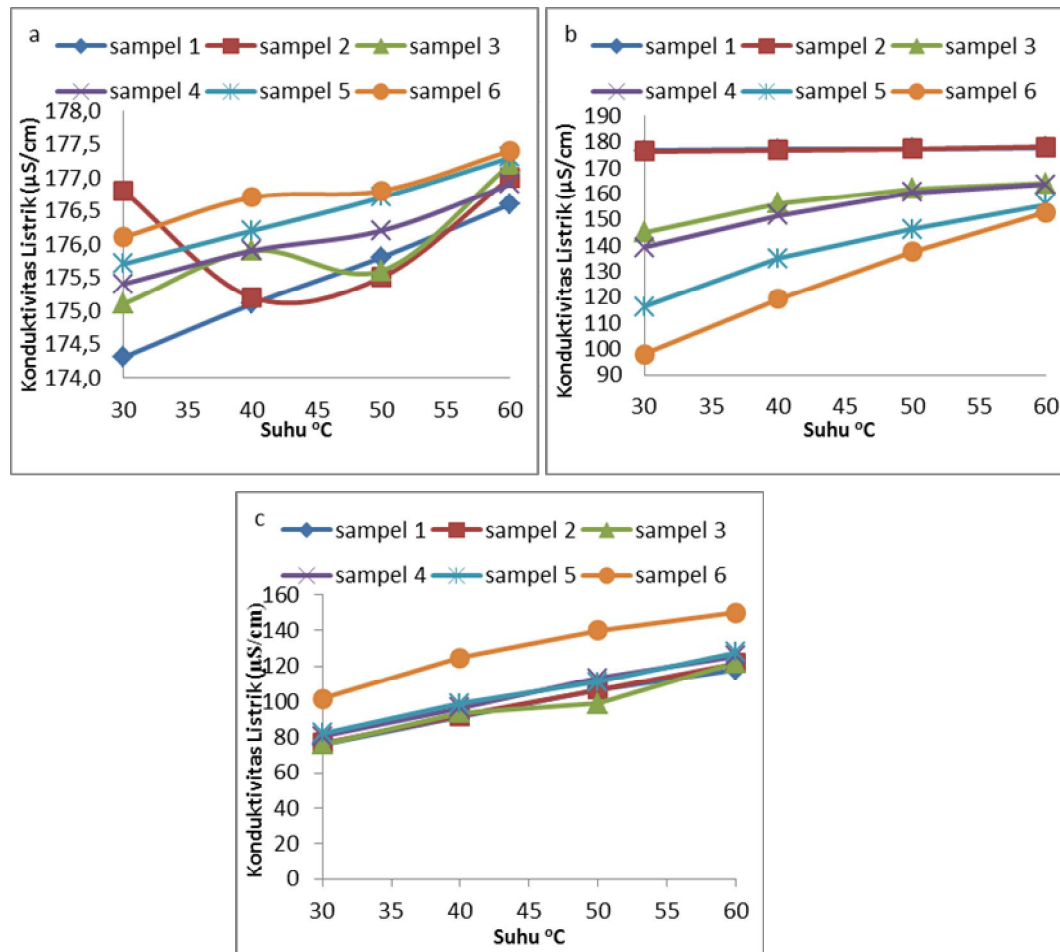 a
sampel 1 sampel 2 sampel 3
sampel 4 sampel 5 sampel 6
Konduktivitas Listrik (µS/cm)
178,0
177,5
177,0
176,5
176,0
175,5
175,0
174,5
174,0
30 35 40 45 50 55 60
Suhu ºC
b
sampel 1 sampel 2 sampel 3
sampel 4 sampel 5 sampel 6
Konduktivitas Listrik (µS/cm)
190
180
170
160
150
140
130
120
110
100
90
30 35 40 45 50 55 60
Suhu ºC
c
sampel 1 sampel 2 sampel 3
sampel 4 sampel 5 sampel 6
Konduktivitas Listrik (µS/cm)
160
140
120
100
80
60
40
20
0
30 35 40 45 50 55 60
Suhu ºC